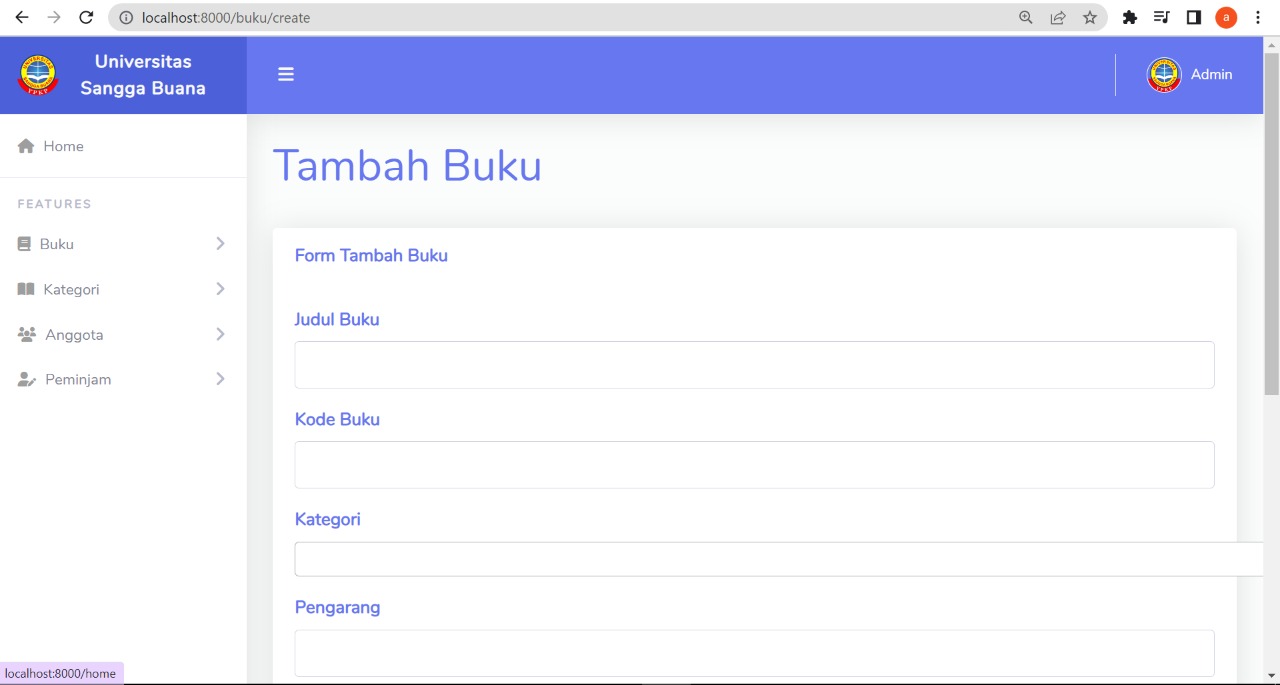 localhost:8000/buku/create
a
Universitas
Sangga Buana
Admin
Home
FEATURES
Buku
Kategori
Anggota
Peminjam
Tambah Buku
Form Tambah Buku
Judul Buku
Kode Buku
Kategori
Pengarang
localhost:8000/home